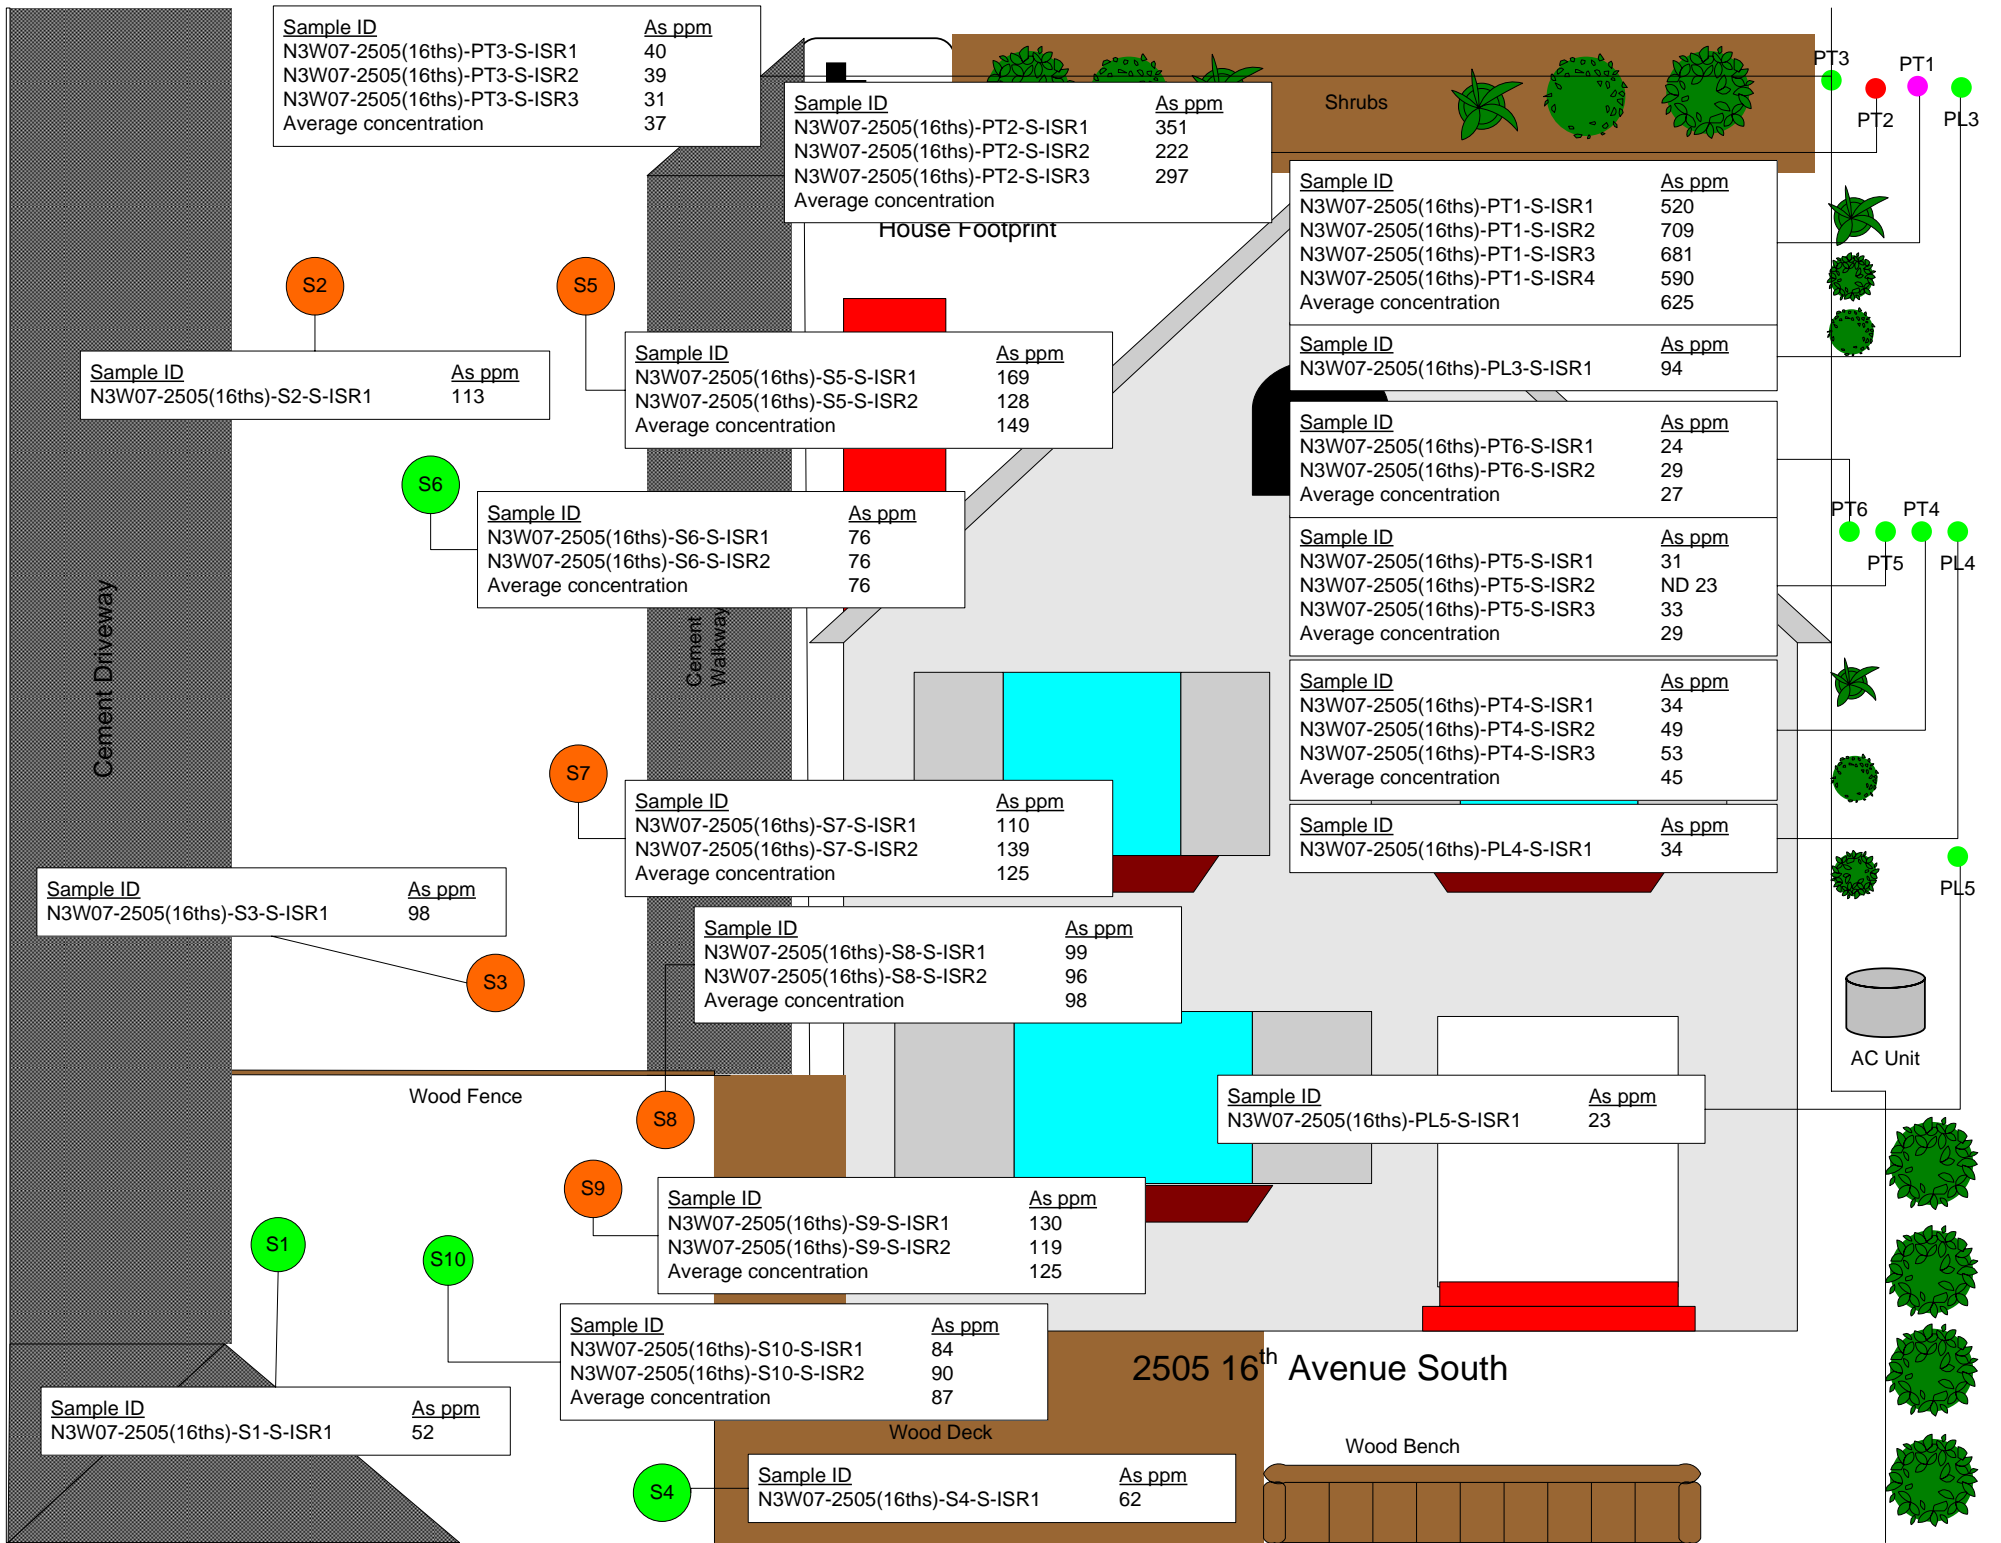 Sample ID As ppm
N3W07-2505(16ths)-PT3-S-ISR1 40
N3W07-2505(16ths)-PT3-S-ISR2 39
N3W07-2505(16ths)-PT3-S-ISR3 31
Average concentration 37
Sample ID As ppm
N3W07-2505(16ths)-PT2-S-ISR1 351
N3W07-2505(16ths)-PT2-S-ISR2 222
N3W07-2505(16ths)-PT2-S-ISR3 297
Average concentration
House Footprint
Shrubs
PT3
PT1
PT2
PL3
Sample ID As ppm
N3W07-2505(16ths)-PT1-S-ISR1 520
N3W07-2505(16ths)-PT1-S-ISR2 709
N3W07-2505(16ths)-PT1-S-ISR3 681
N3W07-2505(16ths)-PT1-S-ISR4 590
Average concentration 625
Sample ID As ppm
N3W07-2505(16ths)-PL3-S-ISR1 94
S2
Sample ID As ppm
N3W07-2505(16ths)-S2-S-ISR1 113
S5
Sample ID As ppm
N3W07-2505(16ths)-S5-S-ISR1 169
N3W07-2505(16ths)-S5-S-ISR2 128
Average concentration 149
Sample ID As ppm
N3W07-2505(16ths)-PT6-S-ISR1 24
N3W07-2505(16ths)-PT6-S-ISR2 29
Average concentration 27
S6
Sample ID As ppm
N3W07-2505(16ths)-S6-S-ISR1 76
N3W07-2505(16ths)-S6-S-ISR2 76
Average concentration 76
PT6
PT4
PT5
PL4
Sample ID As ppm
N3W07-2505(16ths)-PT5-S-ISR1 31
N3W07-2505(16ths)-PT5-S-ISR2 ND 23
N3W07-2505(16ths)-PT5-S-ISR3 33
Average concentration 29
Cement Driveway
Cement
Walkway
Sample ID As ppm
N3W07-2505(16ths)-PT4-S-ISR1 34
N3W07-2505(16ths)-PT4-S-ISR2 49
N3W07-2505(16ths)-PT4-S-ISR3 53
Average concentration 45
S7
Sample ID As ppm
N3W07-2505(16ths)-S7-S-ISR1 110
N3W07-2505(16ths)-S7-S-ISR2 139
Average concentration 125
Sample ID As ppm
N3W07-2505(16ths)-PL4-S-ISR1 34
PL5
Sample ID As ppm
N3W07-2505(16ths)-S3-S-ISR1 98
S3
Sample ID As ppm
N3W07-2505(16ths)-S8-S-ISR1 99
N3W07-2505(16ths)-S8-S-ISR2 96
Average concentration 98
AC Unit
Wood Fence
S8
Sample ID As ppm
N3W07-2505(16ths)-PL5-S-ISR1 23
S9
Sample ID As ppm
N3W07-2505(16ths)-S9-S-ISR1 130
N3W07-2505(16ths)-S9-S-ISR2 119
Average concentration 125
S1
S10
Sample ID As ppm
N3W07-2505(16ths)-S10-S-ISR1 84
N3W07-2505(16ths)-S10-S-ISR2 90
Average concentration 87
2505 16th Avenue South
Sample ID As ppm
N3W07-2505(16ths)-S1-S-ISR1 52
Wood Deck
Wood Bench
S4
Sample ID As ppm
N3W07-2505(16ths)-S4-S-ISR1 62